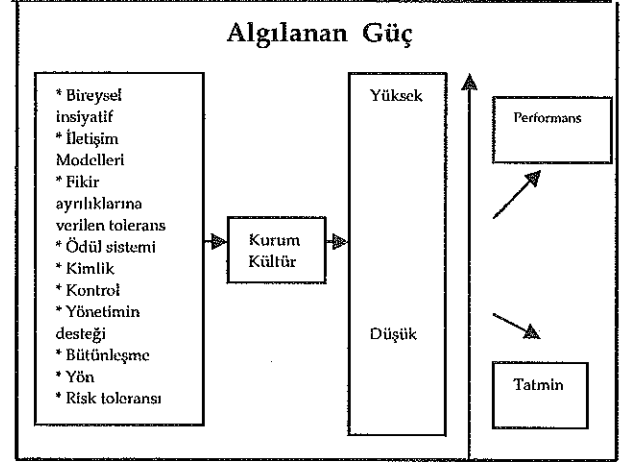 Algılanan Güç
* Bireysel
insiyatif
* İletişim
Modelleri
* Fikir
ayrılıklarına
verilen tolerans
* Ödül sistemi
* Kimlik
* Kontrol
* Yönetimin
desteği
* Bütünleşme
* Yön
* Risk toleransı
Kurum
Kültür
Yüksek
Düşük
Performans
Tatmin